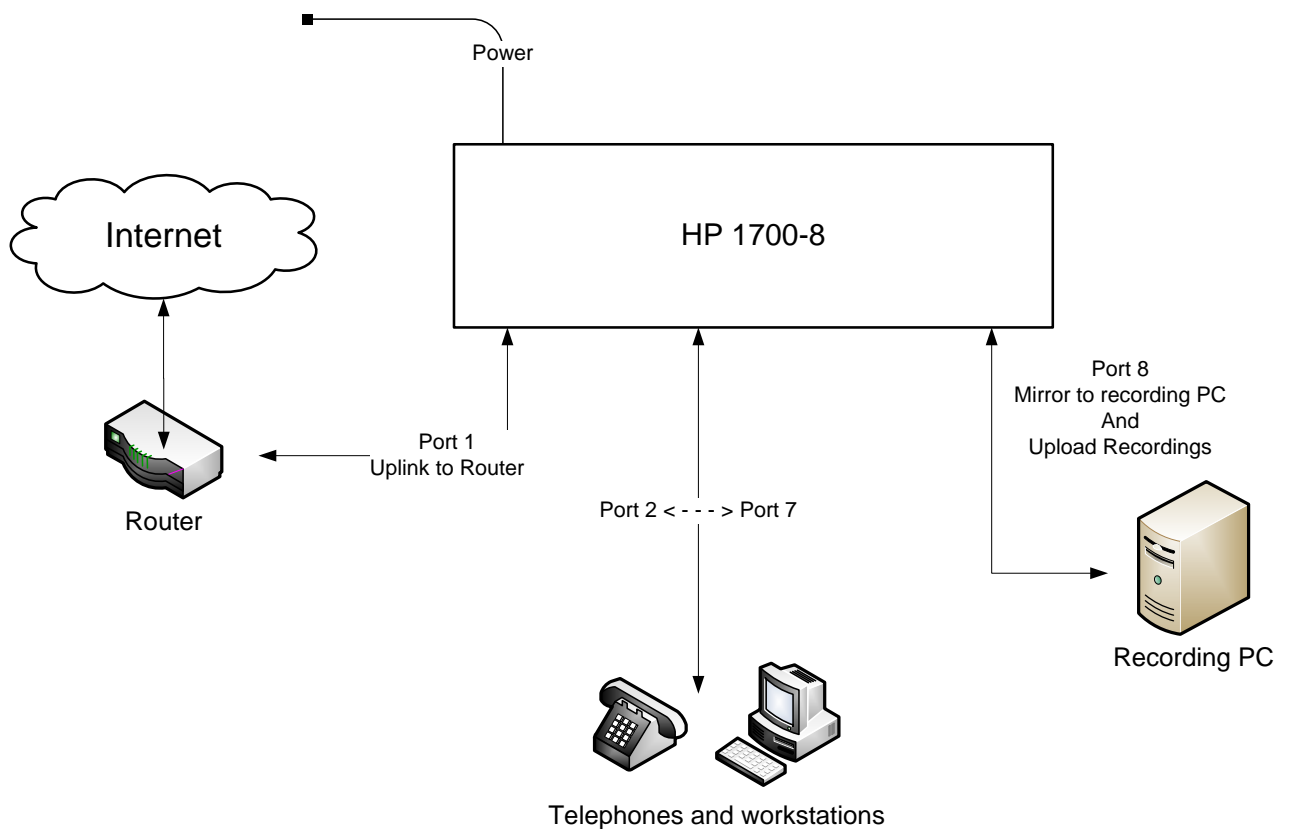 Power
HP 1700-8
Internet
Port 8
Mirror to recording PC
And
Upload Recordings
Port 1
Uplink to Router
Router
Port 2 < - - - > Port 7
Recording PC
Telephones and workstations